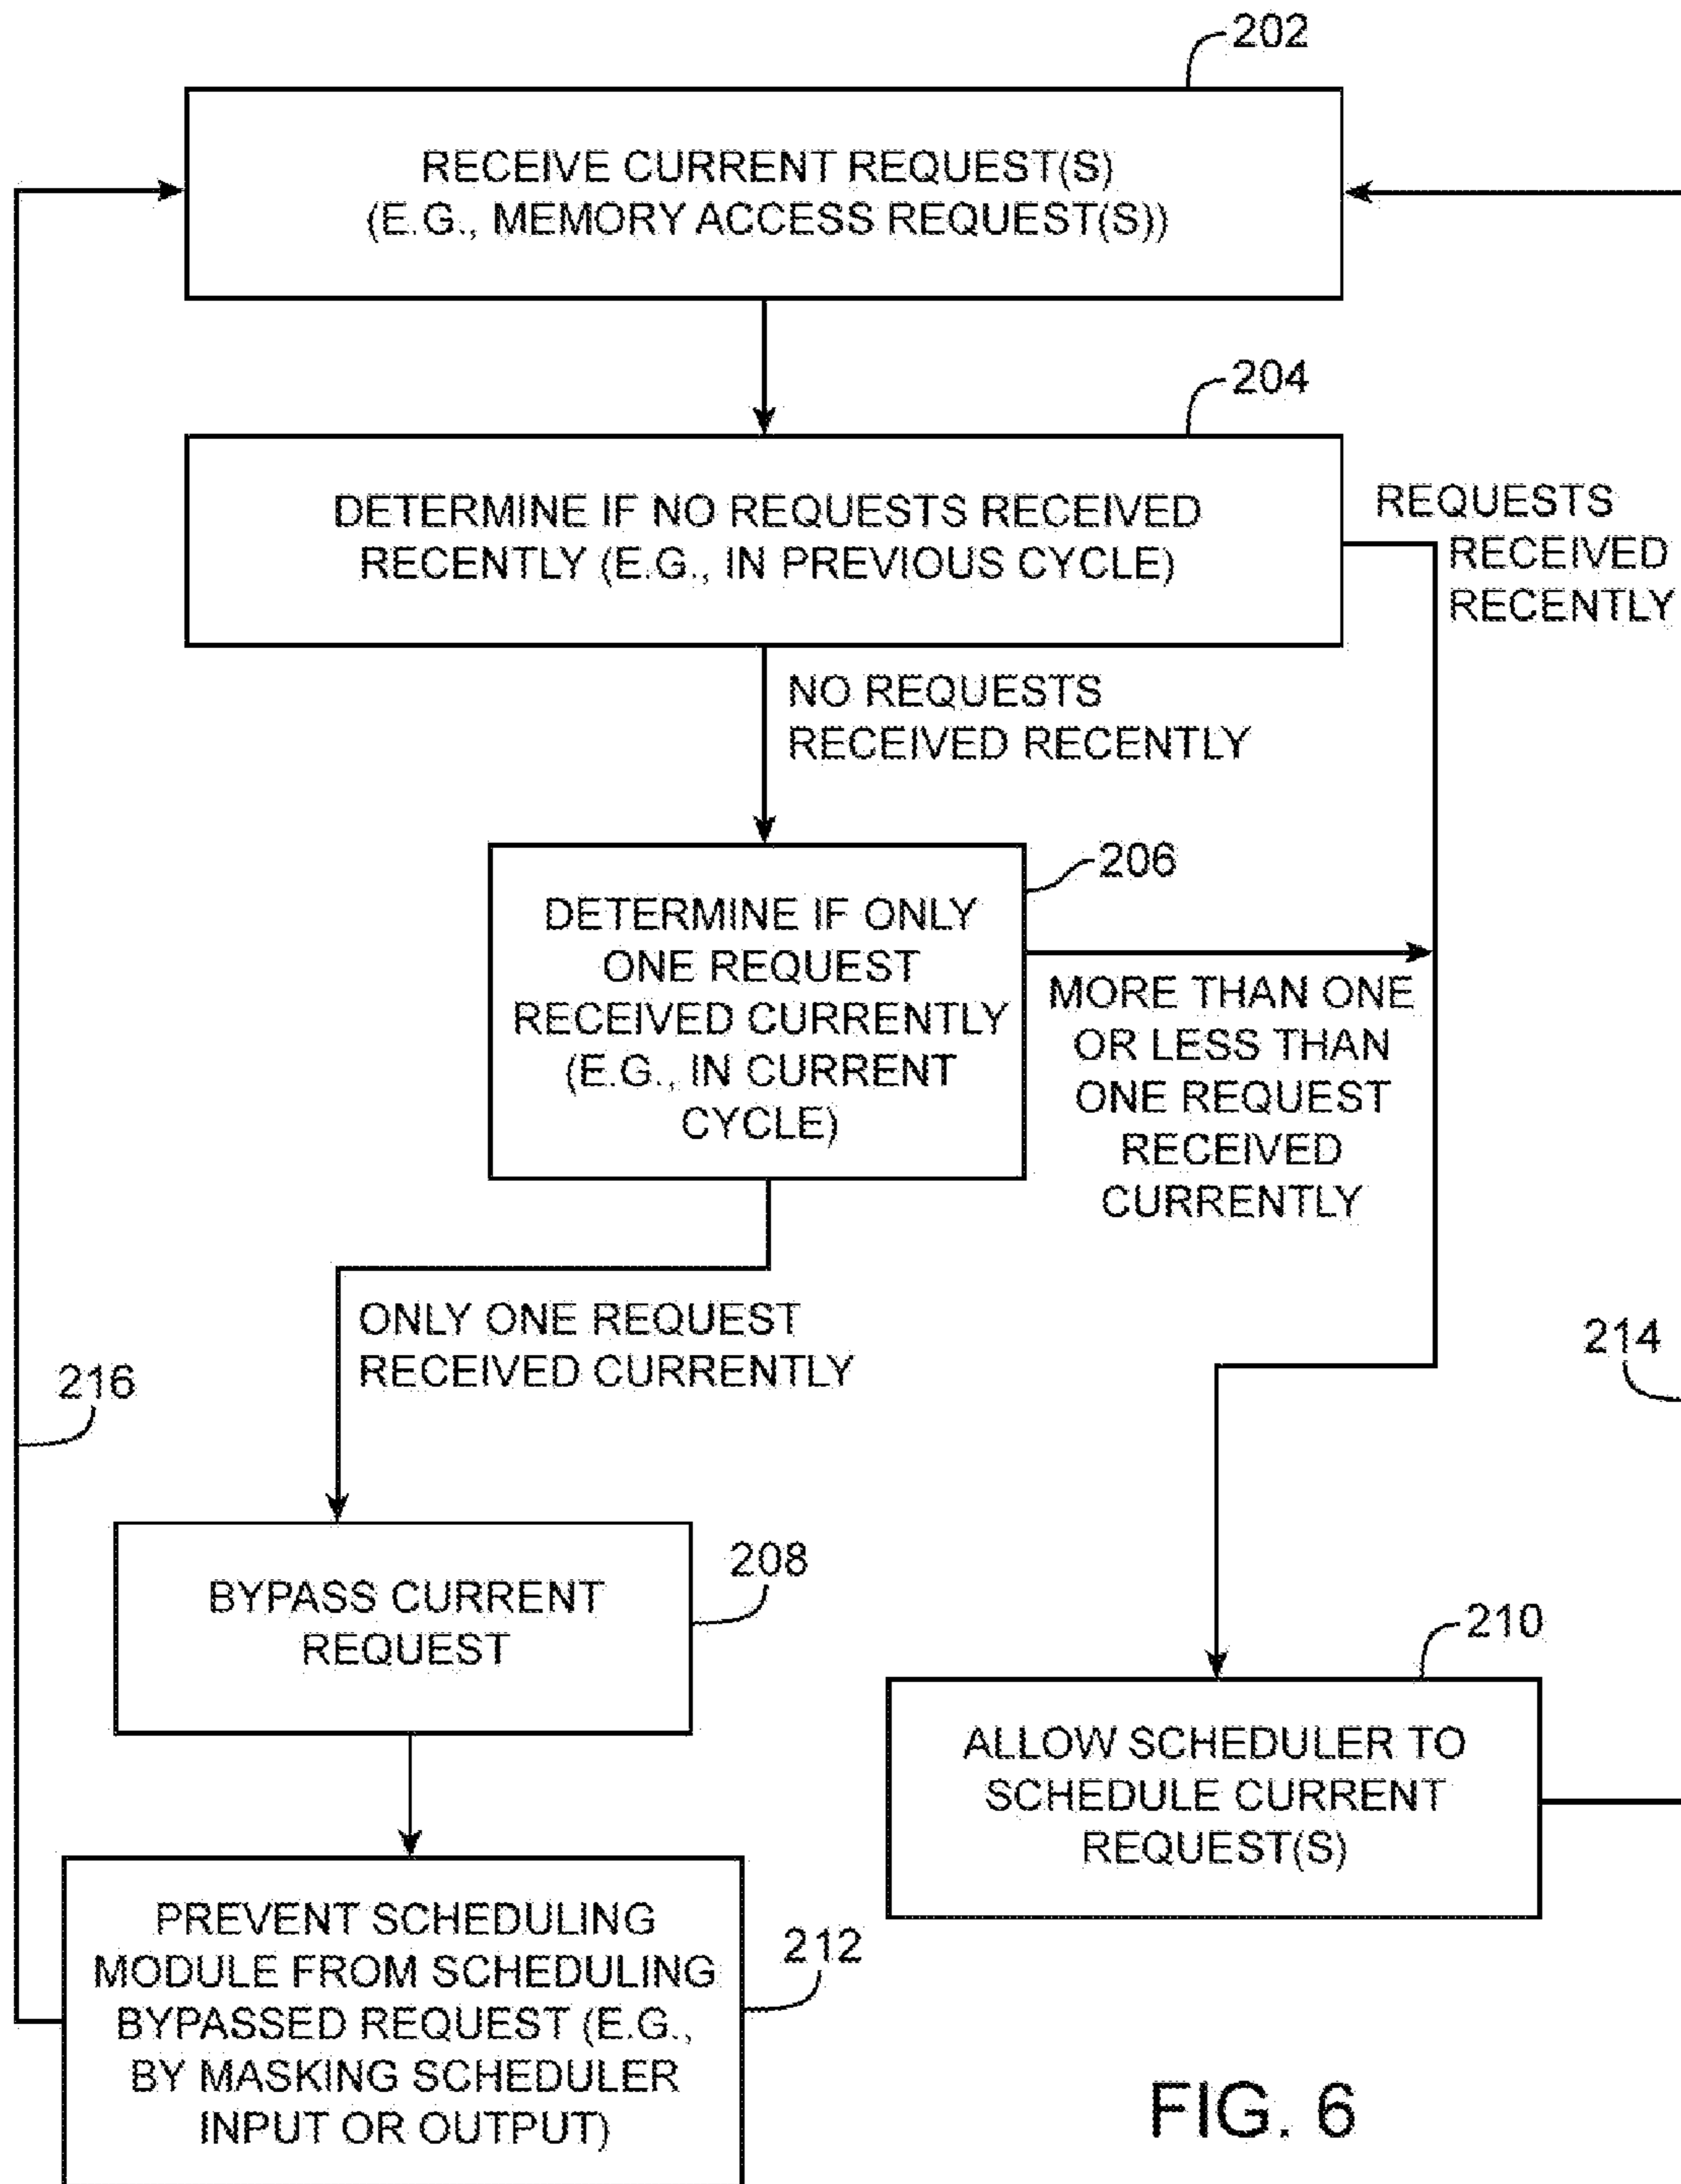 202
RECEIVE CURRENT REQUEST(S)
(E.G., MEMORY ACCESS REQUEST(S))
204
DETERMINE IF NO REQUESTS RECEIVED
RECENTLY (E.G., IN PREVIOUS CYCLE)
REQUESTS
RECEIVED
RECENTLY
NO REQUESTS
RECEIVED RECENTLY
206
DETERMINE IF ONLY
ONE REQUEST
RECEIVED CURRENTLY
(E.G., IN CURRENT
CYCLE)
MORE THAN ONE
OR LESS THAN
ONE REQUEST
RECEIVED
CURRENTLY
ONLY ONE REQUEST
RECEIVED CURRENTLY
214
216
208
BYPASS CURRENT
REQUEST
210
ALLOW SCHEDULER TO
SCHEDULE CURRENT
REQUEST(S)
212
PREVENT SCHEDULING
MODULE FROM SCHEDULING
BYPASSED REQUEST (E.G.,
BY MASKING SCHEDULER
INPUT OR OUTPUT)
FIG. 6